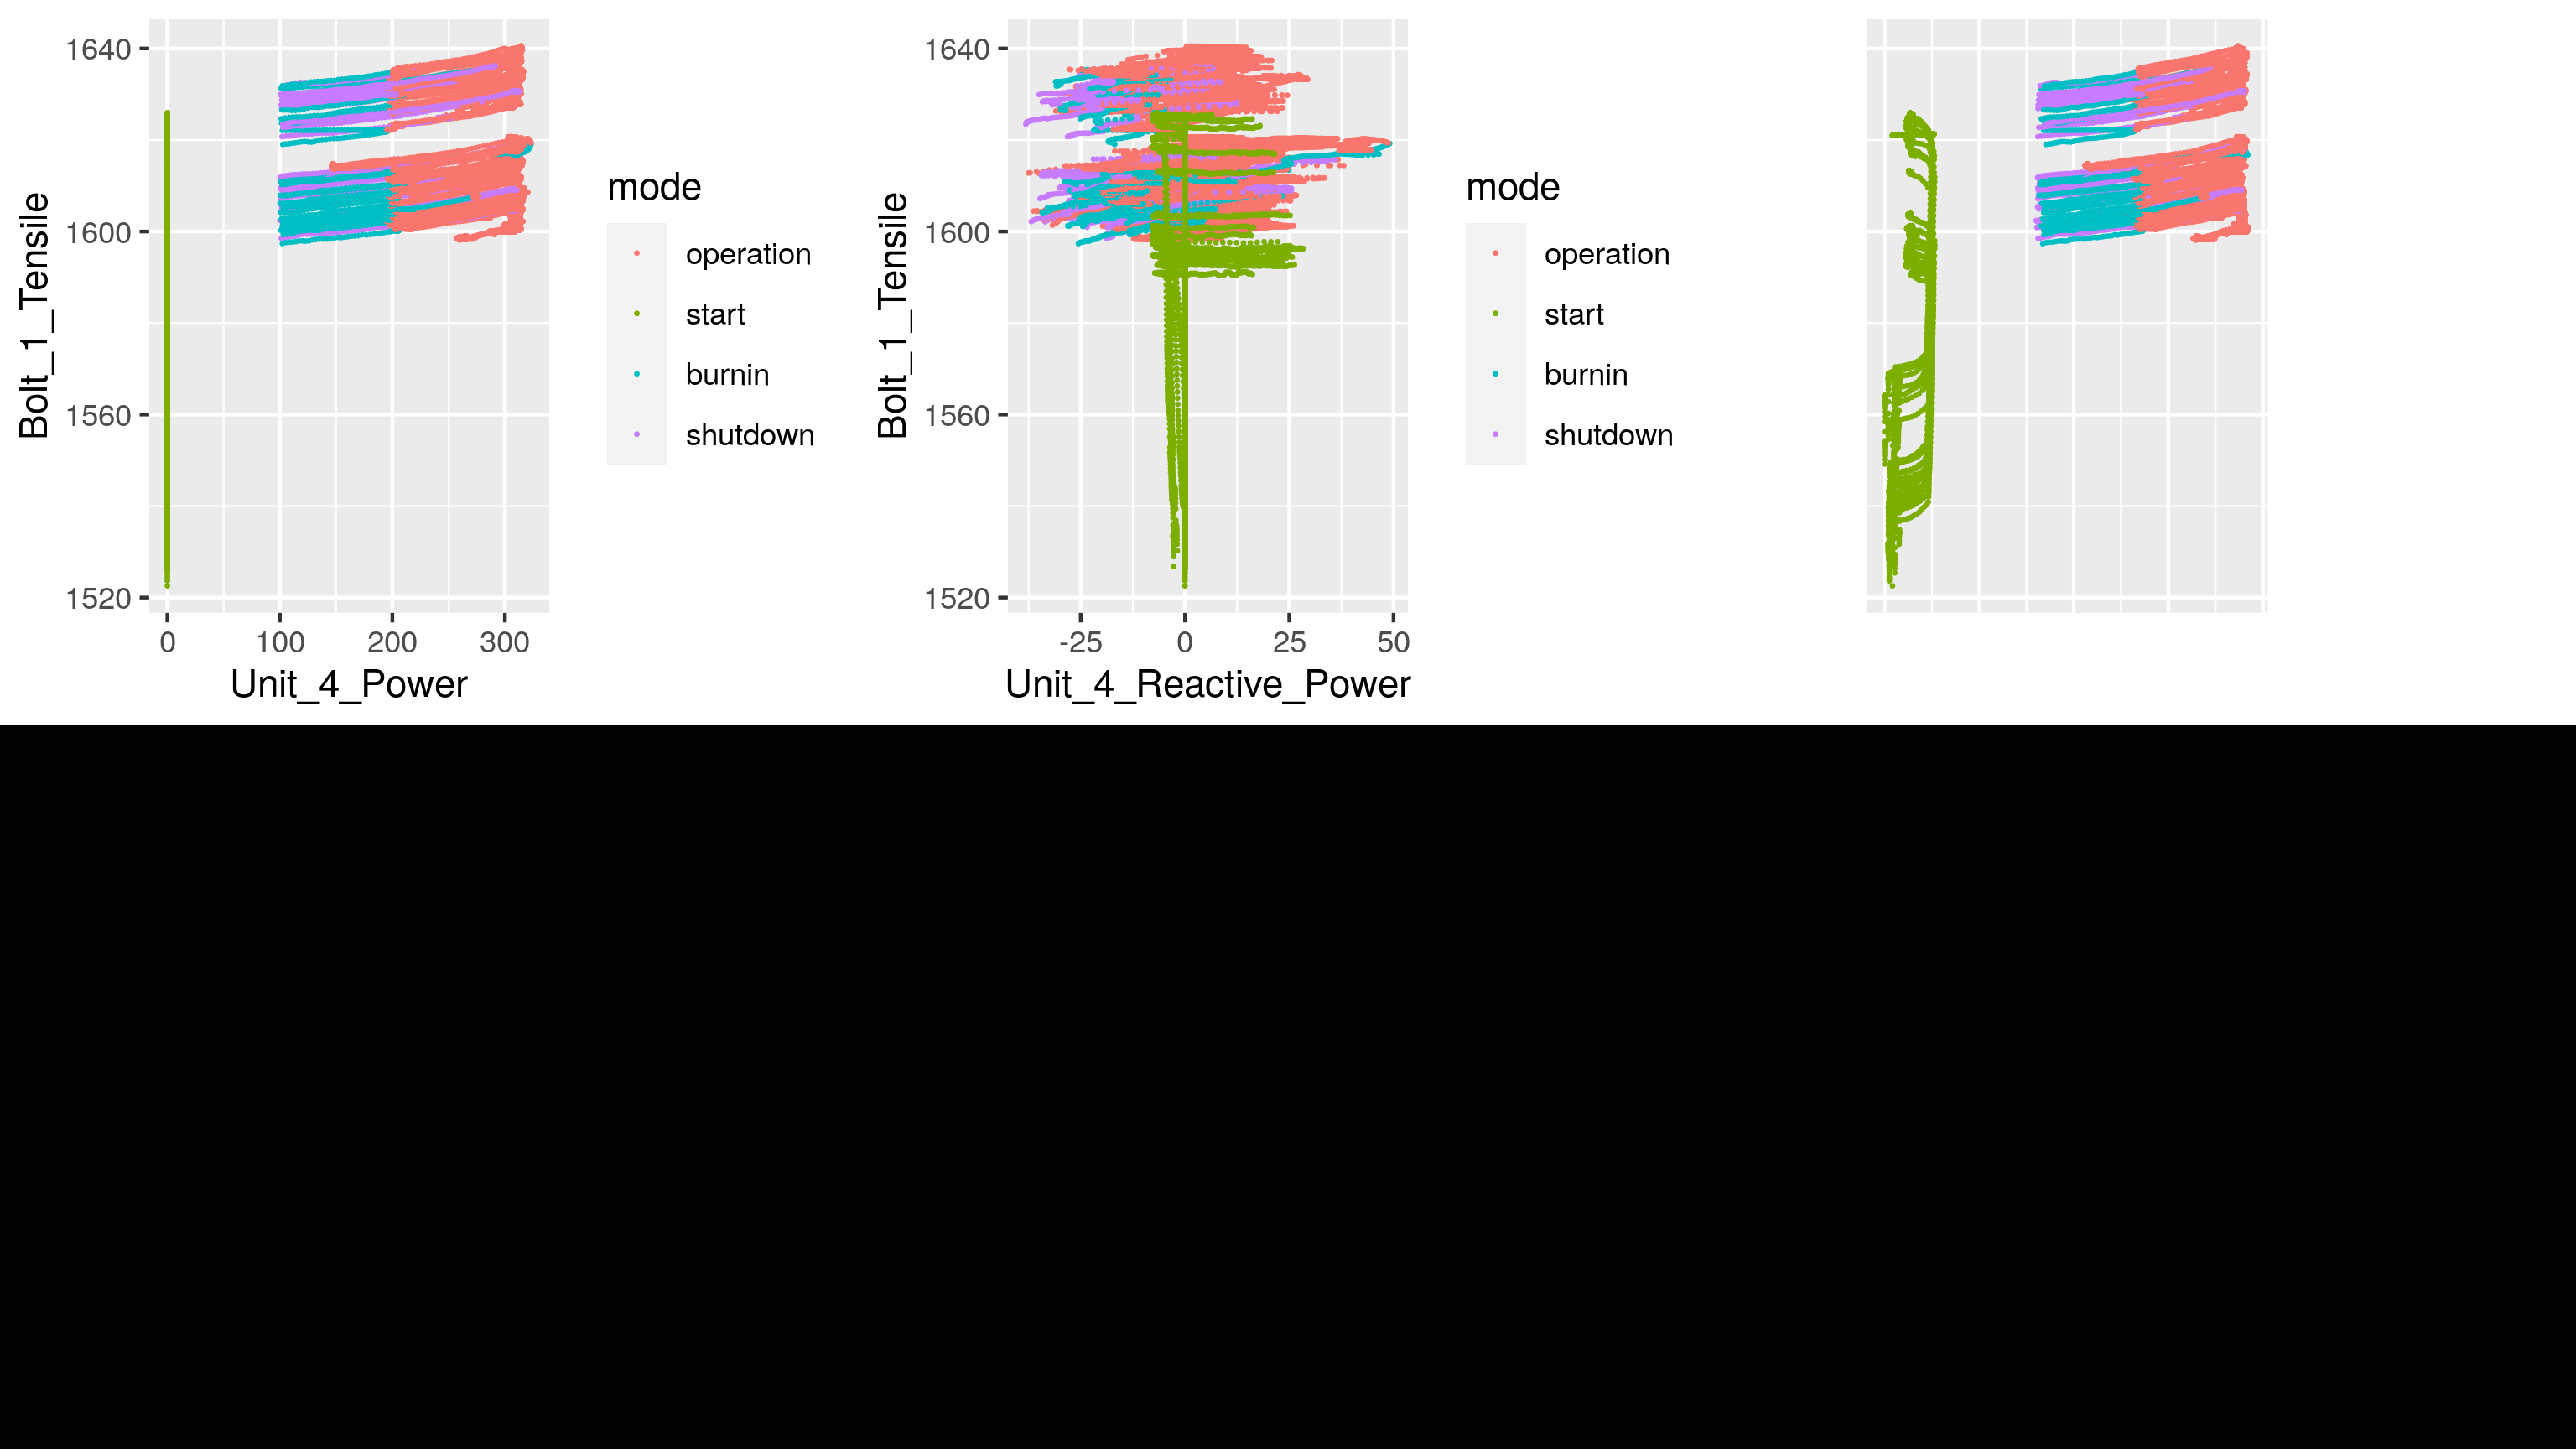 1640
1600
1560
1520
Bolt_1_Tensile
0 100 200 300
Unit_4_Power
mode
operation
start
burnin
shutdown
1640
1600
1560
1520
Bolt_1_Tensile
-25 0 25 50
Unit_4_Reactive_Power
mode
operation
start
burnin
shutdown